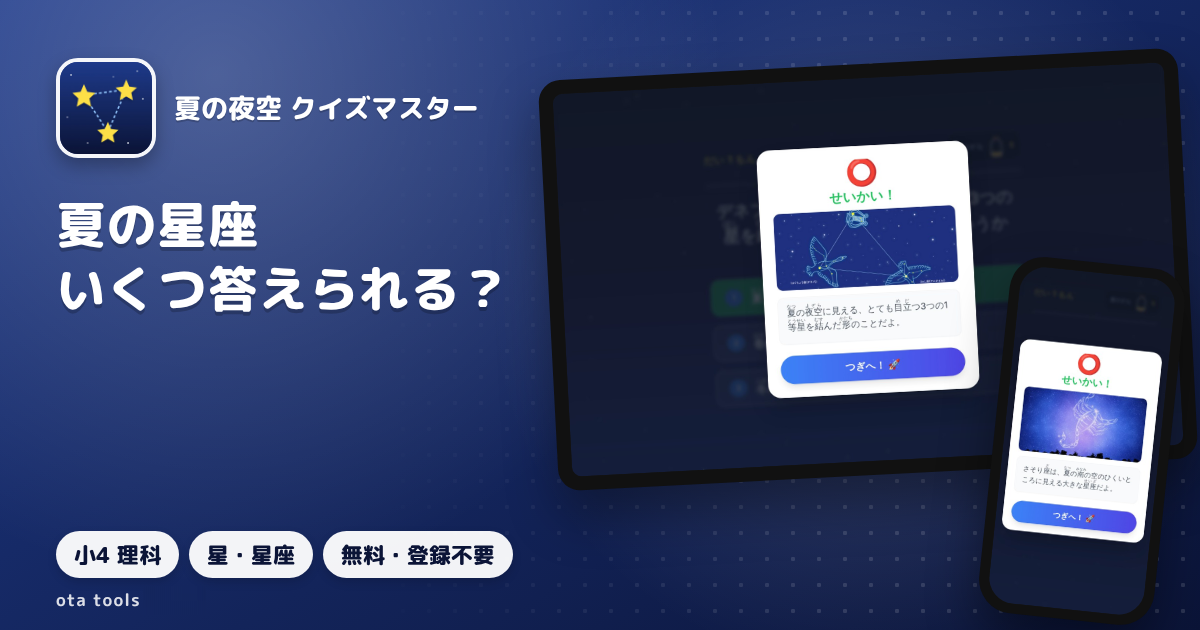 夏の夜空 クイズマスター
夏の星座
いくつ答えられる？
小4 理科
星・星座
無料・登録不要
ota tools
せいかい！
夏の夜空に見える、とても目立つ3つの1
等星を結んだ形のことだよ。
つぎへ！🚀
せいかい！
さそり座は、夏の南の空のひくいと
ころに見える大きな星座だよ。
つぎへ！🚀